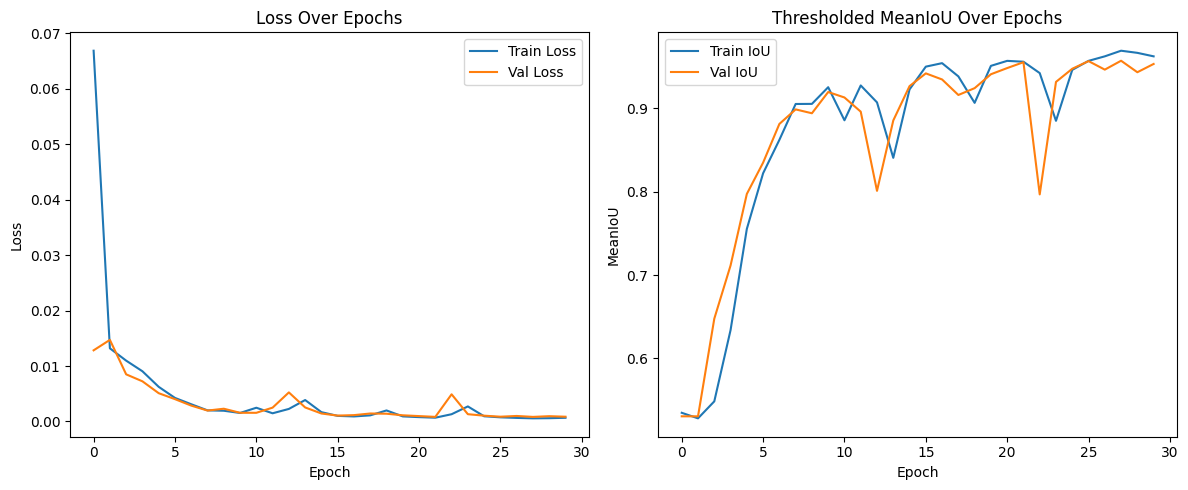 Loss Over Epochs
Loss
0.07
0.06
0.05
0.04
0.03
0.02
0.01
0.00
Train Loss
Val Loss
0 5 10 15 20 25 30
Epoch
Thresholded MeanIoU Over Epochs
MeanIoU
0.9
0.8
0.7
0.6
Train IoU
Val IoU
0 5 10 15 20 25 30
Epoch